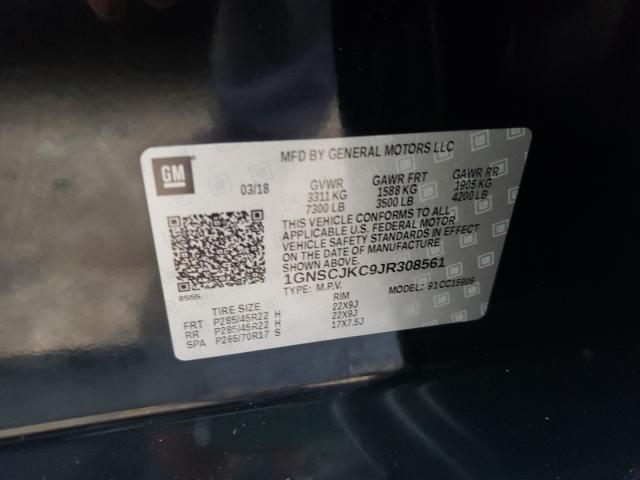 GM
MFD BY GENERAL MOTORS LLC
03/18
GVWR GAWR FRT GAWR RR
3311 KG 1588 KG 1905 KG
7300 LB 3500 LB 4200 LB
THIS VEHICLE CONFORMS TO ALL
APPLICABLE U.S. FEDERAL MOTOR
VEHICLE SAFETY STANDARDS IN EFFECT
ON THE DATE OF MANUFACTURE
SHOWN ABOVE.
1GNSCJKC9JR308561
8555
TYPE: M.P.V. MODEL: 91 CC15906
TIRE SIZE RIM
FRT P285/45R22 H 22X9J
RR P285/45R22 H 22X9J
SPA P265/70R17 S 17X7.5J